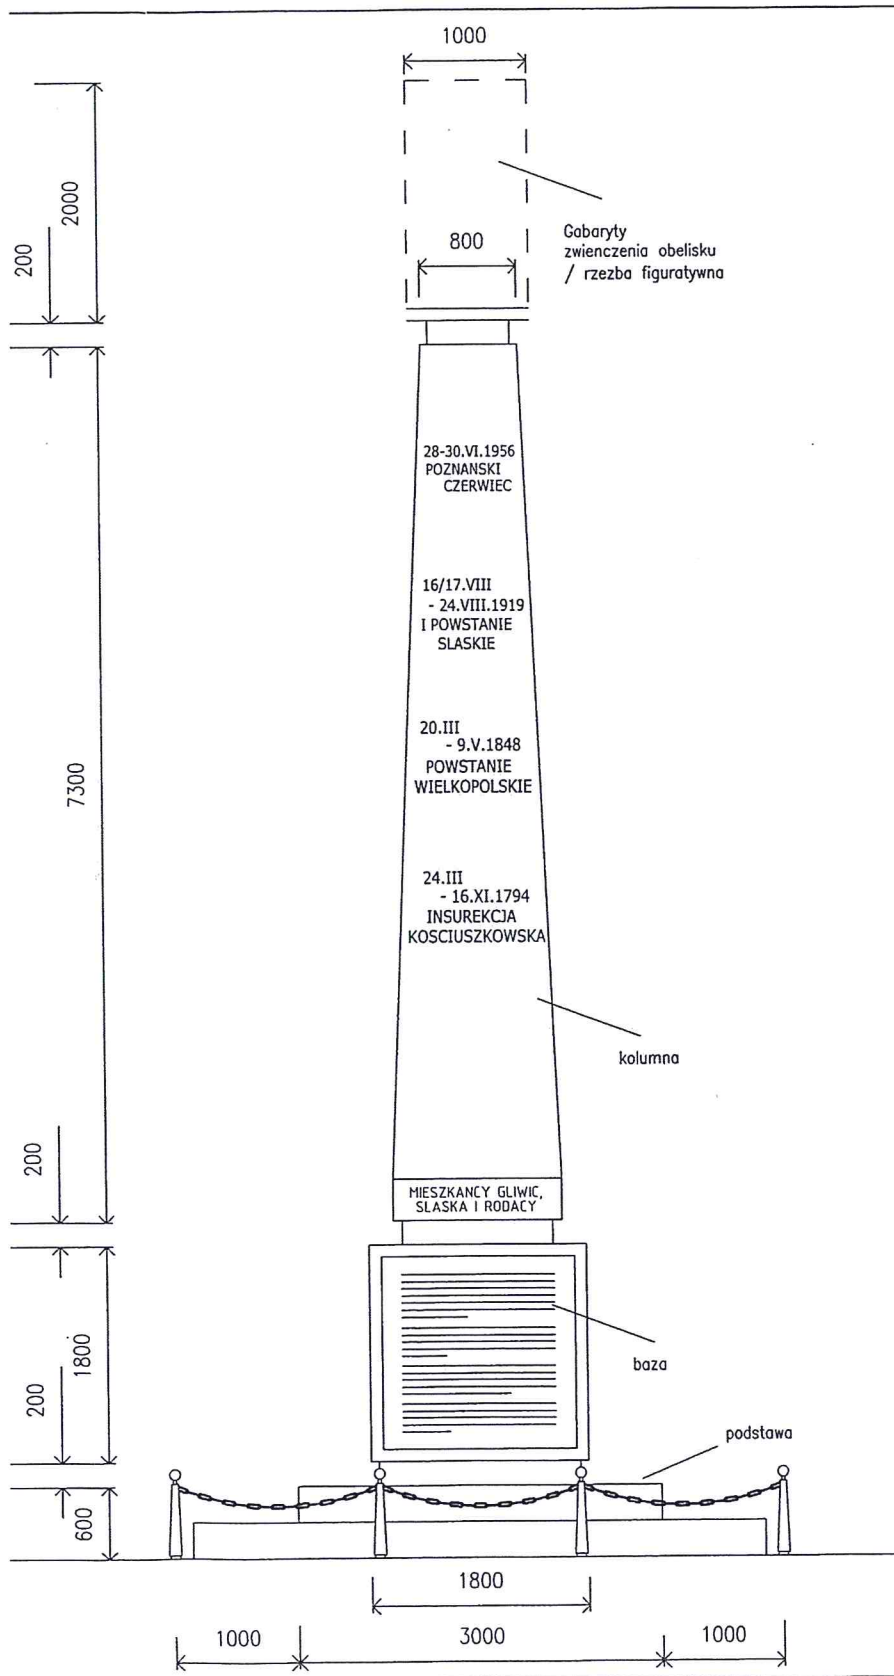 1000
2000
200
800
Gabaryty
zwienczenia obelisku
/ rzezba figuratywna
28-30.VI.1956
POZNANSKI
CZERWIEC
16/17.VIII
- 24.VIII.1919
I POWSTANIE
SLASKIE
20.III
- 9.V.1848
POWSTANIE
WIELKOPOLSKIE
7300
24.III
- 16.XI.1794
INSUREKCJA
KOSCIUSZKOWSKA
kolumna
200
MIESZKANCY GLIWIC,
SLASKA I RODACY
1800
baza
200
podstawa
600
1800
1000
3000
1000